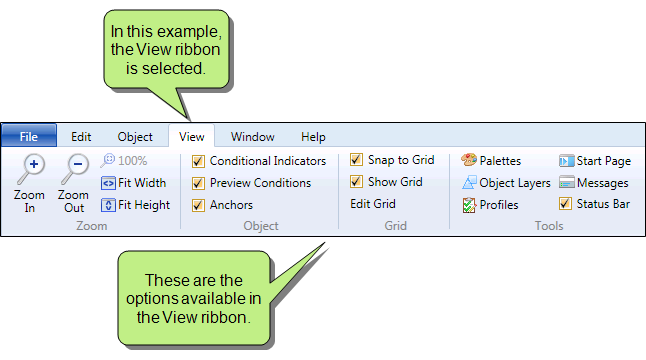 In this example,
the View ribbon
is selected.
File Edit Object View Window Help
Zoom In
Zoom Out
100%
Fit Width
Fit Height
Zoom
Conditional Indicators
Preview Conditions
Anchors
Object
Snap to Grid
Show Grid
Edit Grid
Grid
Palettes
Object Layers
Profiles
Start Page
Messages
Status Bar
Tools
These are the
options available in
the View ribbon.